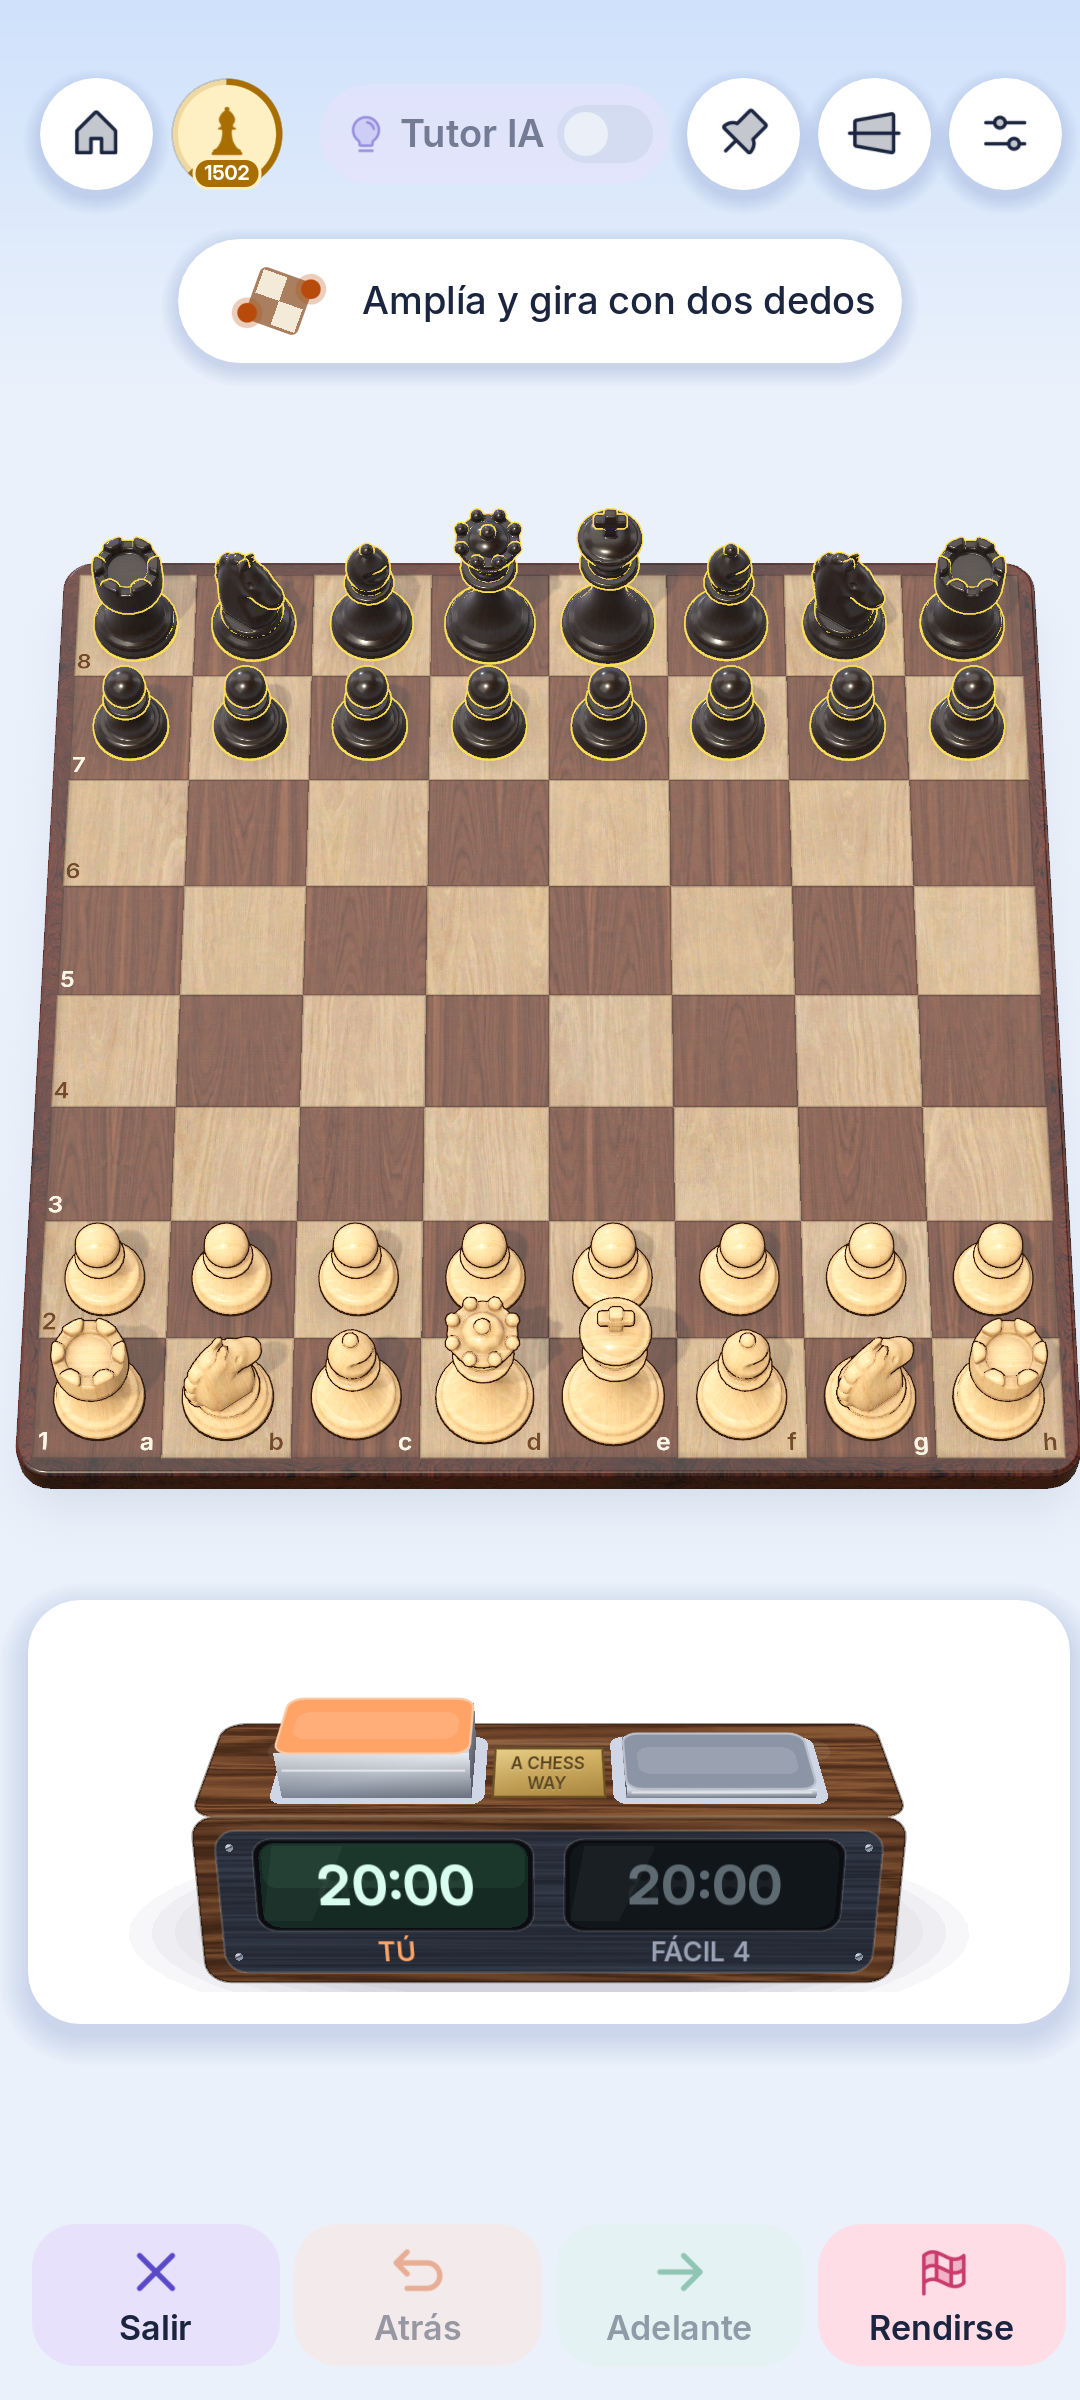 1502
Tutor IA
Amplía y gira con dos dedos
8
7
6
5
4
3
2
1 a b c d e f g h
A CHESS
WAY
20:00 20:00
TÚ FÁCIL 4
Salir Atrás Adelante Rendirse